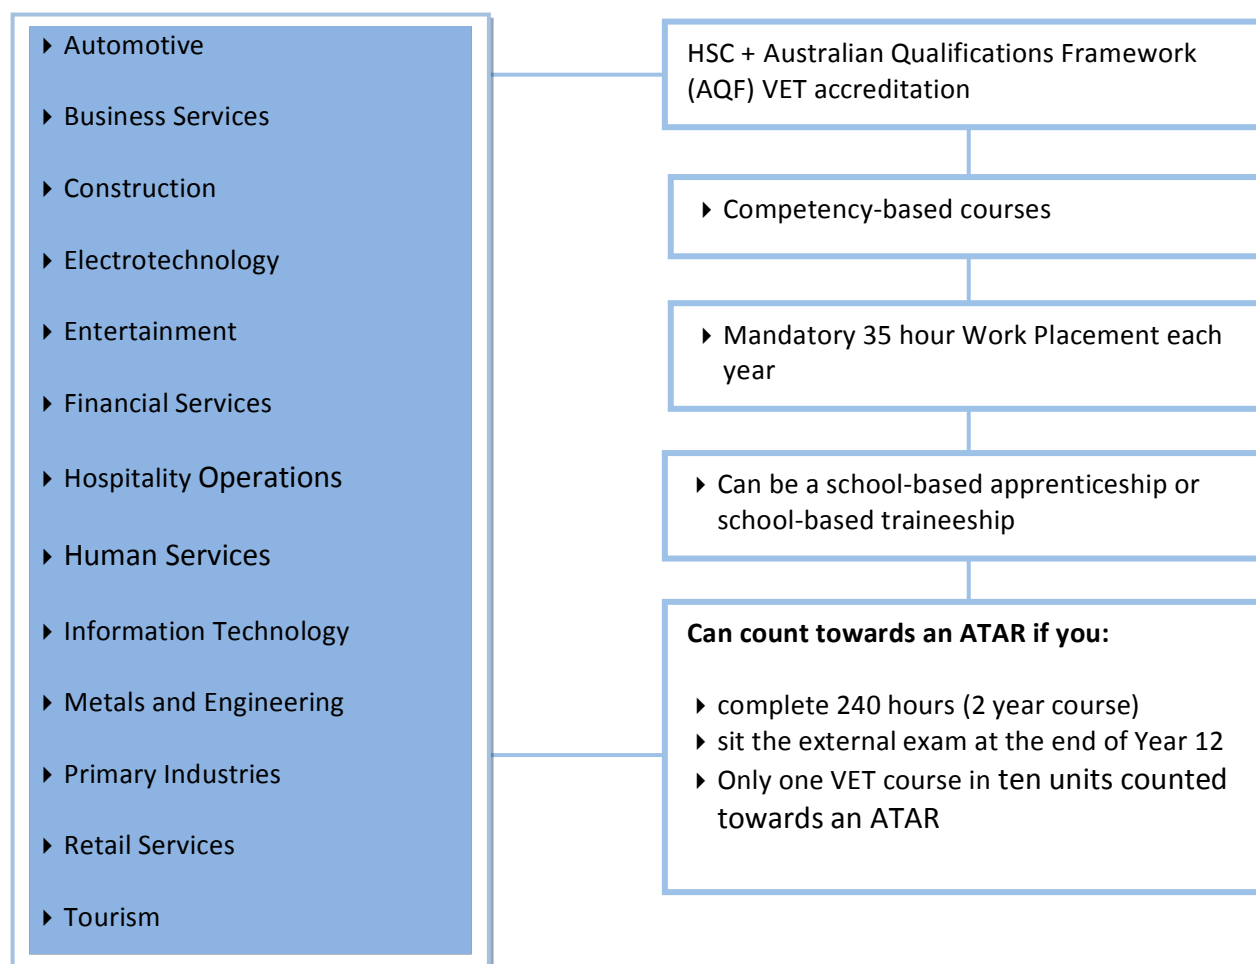 ‣ Automotive
‣ Business Services
‣ Construction
‣ Electrotechnology
‣ Entertainment
‣ Financial Services
‣ Hospitality Operations
‣ Human Services
‣ Information Technology
‣ Metals and Engineering
‣ Primary Industries
‣ Retail Services
‣ Tourism
HSC + Australian Qualifications Framework
(AQF) VET accreditation
‣ Competency-based courses
‣ Mandatory 35 hour Work Placement each
year
‣ Can be a school-based apprenticeship or
school-based traineeship
Can count towards an ATAR if you:
‣ complete 240 hours (2 year course)
‣ sit the external exam at the end of Year 12
‣ Only one VET course in ten units counted
towards an ATAR